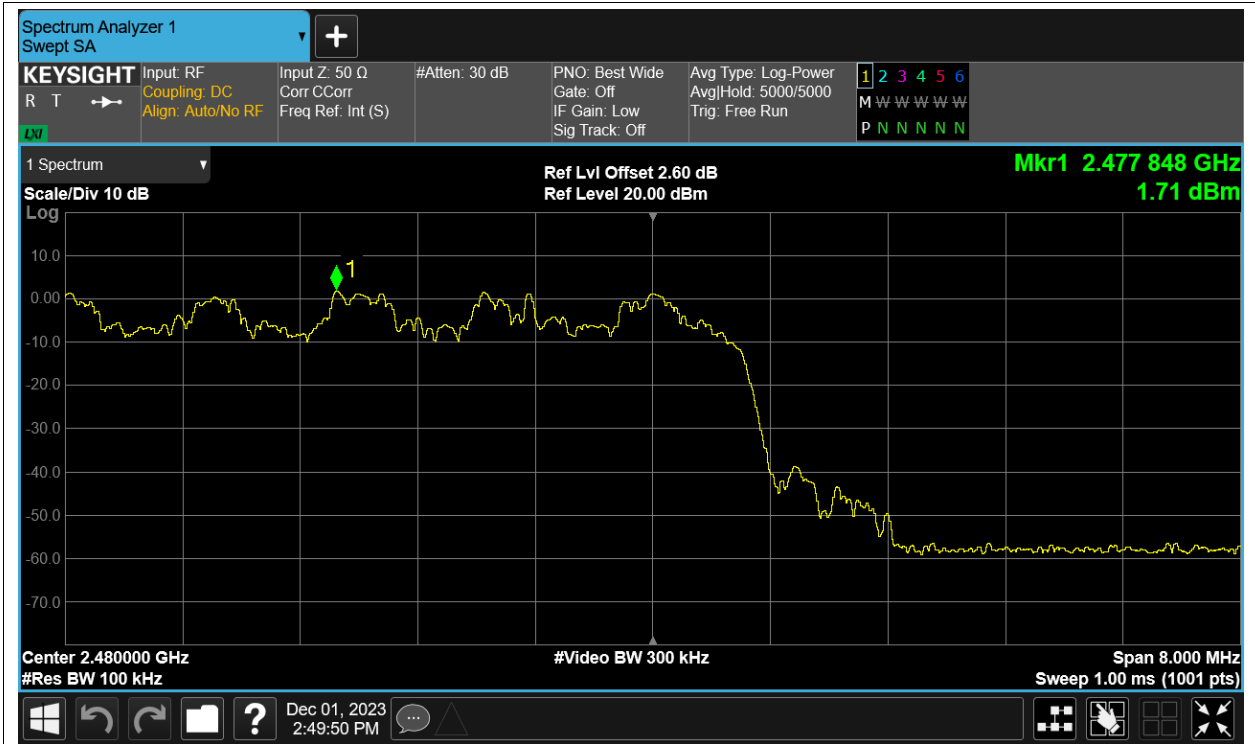 Spectrum Analyzer 1
Swept SA
KEYSIGHT
R T
LXI
Input: RF
Coupling: DC
Align: Auto/No RF
Input Z: 50 Ω
Corr CCorr
Freq Ref: Int (S)
#Atten: 30 dB
PNO: Best Wide
Gate: Off
IF Gain: Low
Sig Track: Off
Avg Type: Log-Power
Avg|Hold: 5000/5000
Trig: Free Run
1 2 3 4 5 6
M W W W W W
P N N N N N
1 Spectrum
Scale/Div 10 dB
Log
Ref Lvl Offset 2.60 dB
Ref Level 20.00 dBm
Mkr1 2.477 848 GHz
1.71 dBm
1
10.0
0.00
-10.0
-20.0
-30.0
-40.0
-50.0
-60.0
-70.0
Center 2.480000 GHz
#Video BW 300 kHz
Span 8.000 MHz
#Res BW 100 kHz
Sweep 1.00 ms (1001 pts)
?
Dec 01, 2023
2:49:50 PM